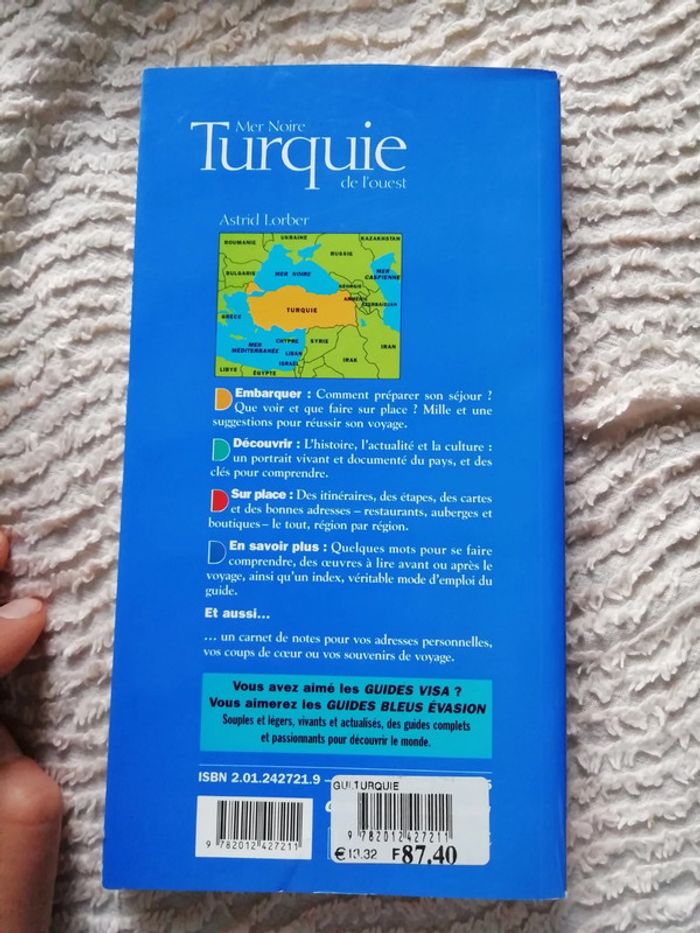 Mer Noire
Turquie
de l'ouest
Astrid Lorber
ROUMANIE
UKRAINE
KAZAKHSTAN
RUSSIE
BULGARIE
MER NOIRE
MER
CASPIENNE
GÉORGIE
ARMÉNIE
AZERBAÏDJAN
GRÈCE
TURQUIE
CHYPRE
SYRIE
MER
MÉDITERRANÉE
LIBAN
IRAN
ISRAËL
IRAK
LIBYE
ÉGYPTE
Embarquer : Comment préparer son séjour ?
Que voir et que faire sur place ? Mille et une
suggestions pour réussir son voyage.
Découvrir : L'histoire, l'actualité et la culture :
un portrait vivant et documenté du pays, et des
clés pour comprendre.
Sur place : Des itinéraires, des étapes, des cartes
et des bonnes adresses – restaurants, auberges et
boutiques – le tout, région par région.
En savoir plus : Quelques mots pour se faire
comprendre, des œuvres à lire avant ou après le
voyage, ainsi qu'un index, véritable mode d'emploi du
guide.
Et aussi...
... un carnet de notes pour vos adresses personnelles,
vos coups de cœur ou vos souvenirs de voyage.
Vous avez aimé les GUIDES VISA ?
Vous aimerez les GUIDES BLEUS ÉVASION
Souples et légers, vivants et actualisés, des guides complets
et passionnants pour découvrir le monde.
ISBN 2.01.242721.9
9 782012 427211
TURQUIE
9 782012 427211
€13.32 F87.40